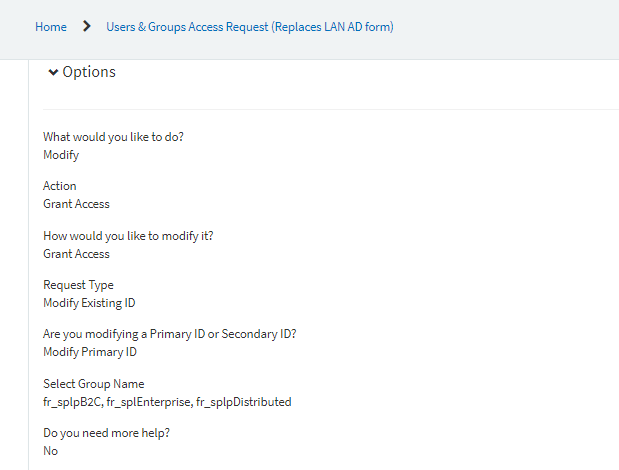 Home > Users & Groups Access Request (Replaces LAN AD form)
Options
What would you like to do?
Modify
Action
Grant Access
How would you like to modify it?
Grant Access
Request Type
Modify Existing ID
Are you modifying a Primary ID or Secondary ID?
Modify Primary ID
Select Group Name
fr_splpB2C, fr_splEnterprise, fr_splpDistributed
Do you need more help?
No